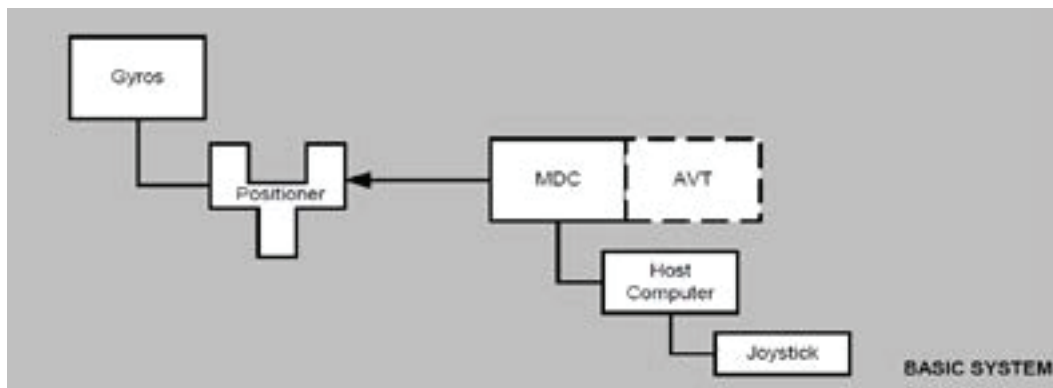 Gyros
Positioner
MDC
AVT
Host
Computer
Joystick
BASIC SYSTEM